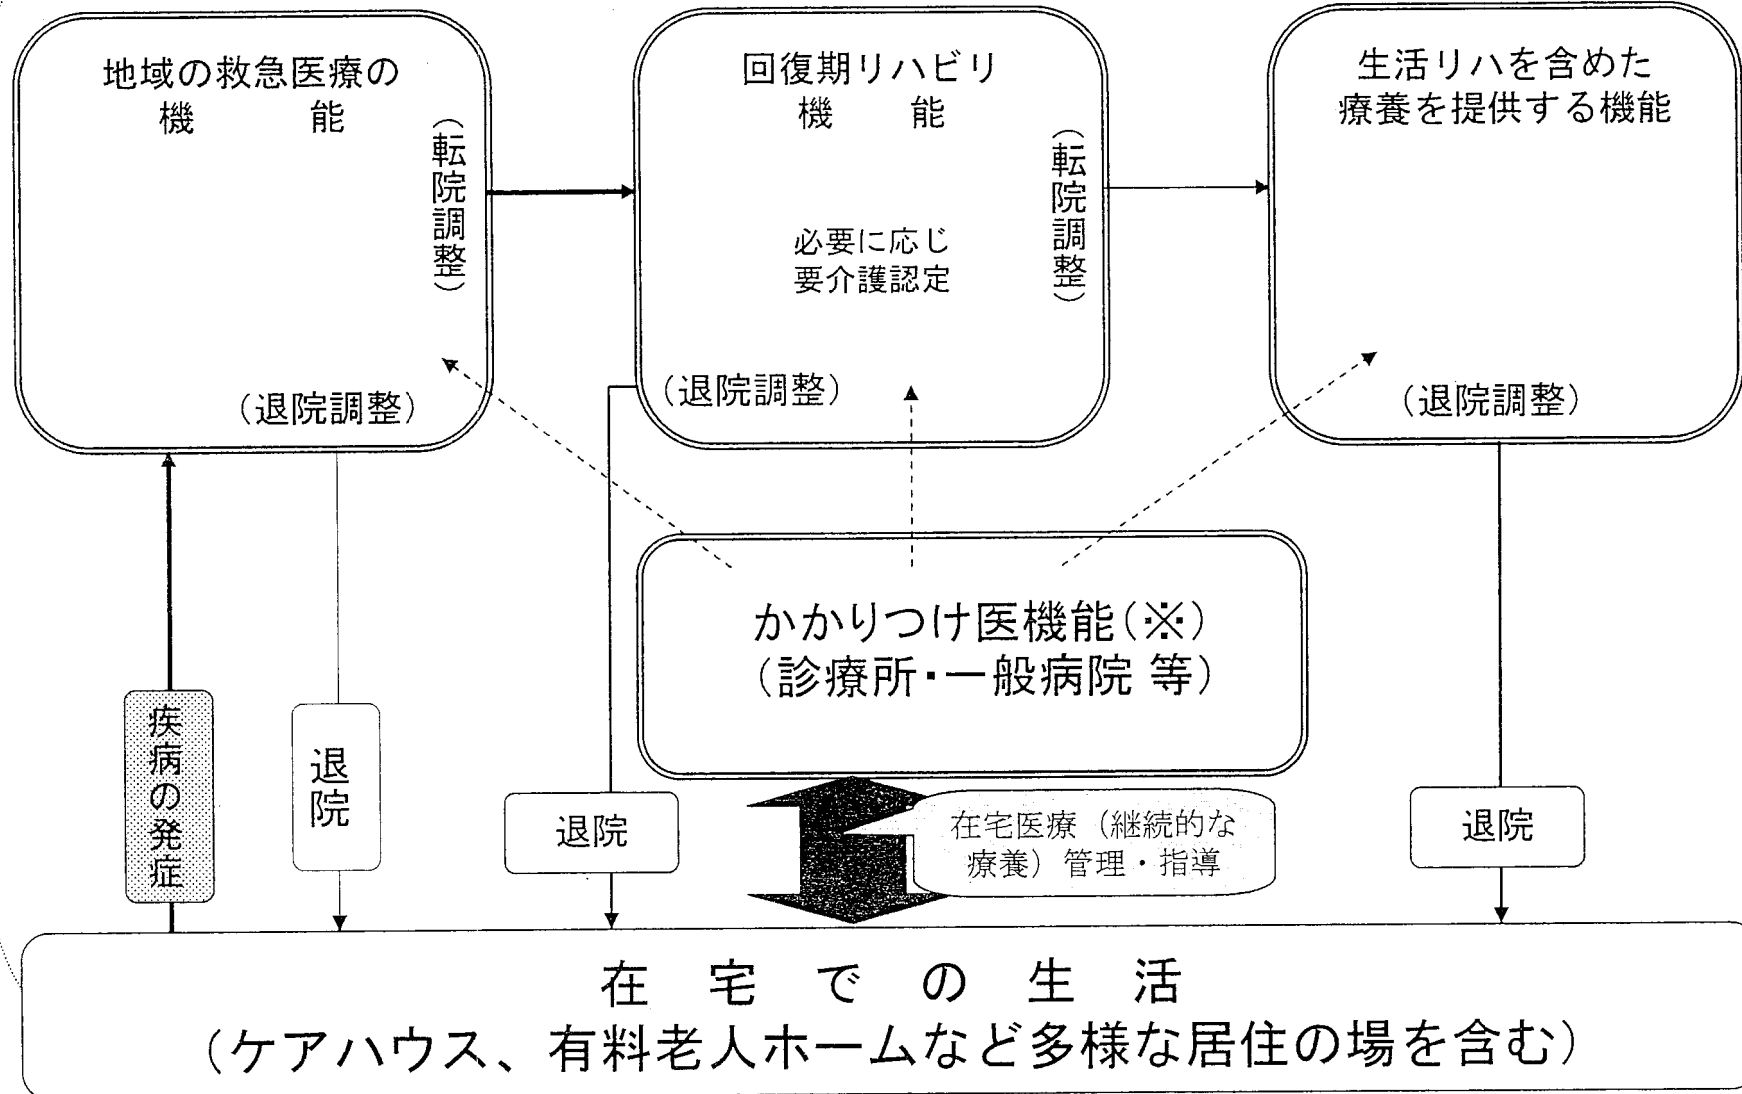 地域の救急医療の
機　能
（転院調整）
（退院調整）
回復期リハビリ
機　能
（転院調整）
必要に応じ
要介護認定
（退院調整）
生活リハを含めた
療養を提供する機能
（退院調整）
かかりつけ医機能（※）
（診療所・一般病院 等）
疾病の発症
退院
退院
在宅医療（継続的な
療養）管理・指導
退院
在　宅　で　の　生　活
（ケアハウス、有料老人ホームなど多様な居住の場を含む）